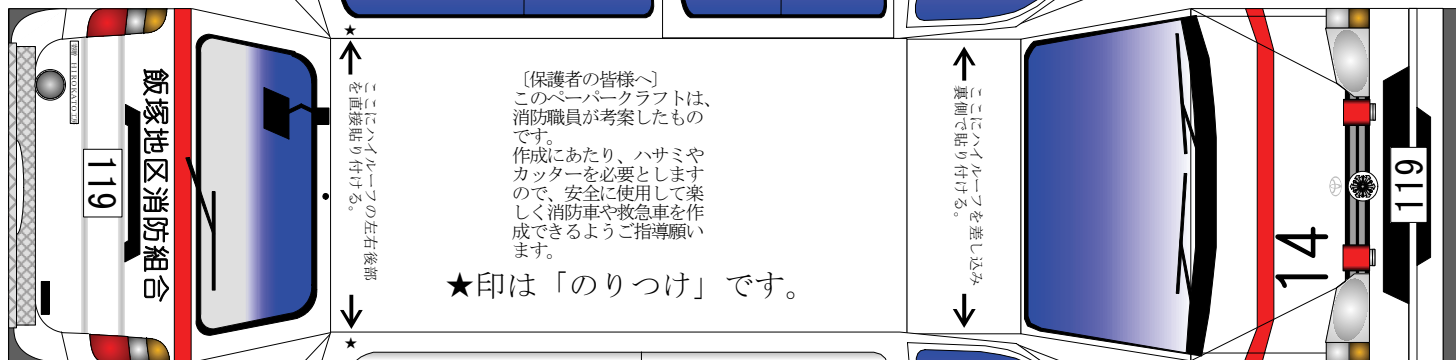 〔保護者の皆様へ〕
このペーパークラフトは、
消防職員が考案したもの
です。
作成にあたり、ハサミや
カッターを必要とします
ので、安全に使用して楽
しく消防車や救急車を作
成できるようご指導願い
ます。
★印は「のりつけ」です。
ここにハイルーフの左右後部
を直接貼り付ける。
ここにハイルーフを差し込み
裏側で貼り付ける。
飯塚地区消防組合
119
HIROKATO
14
119
★
★